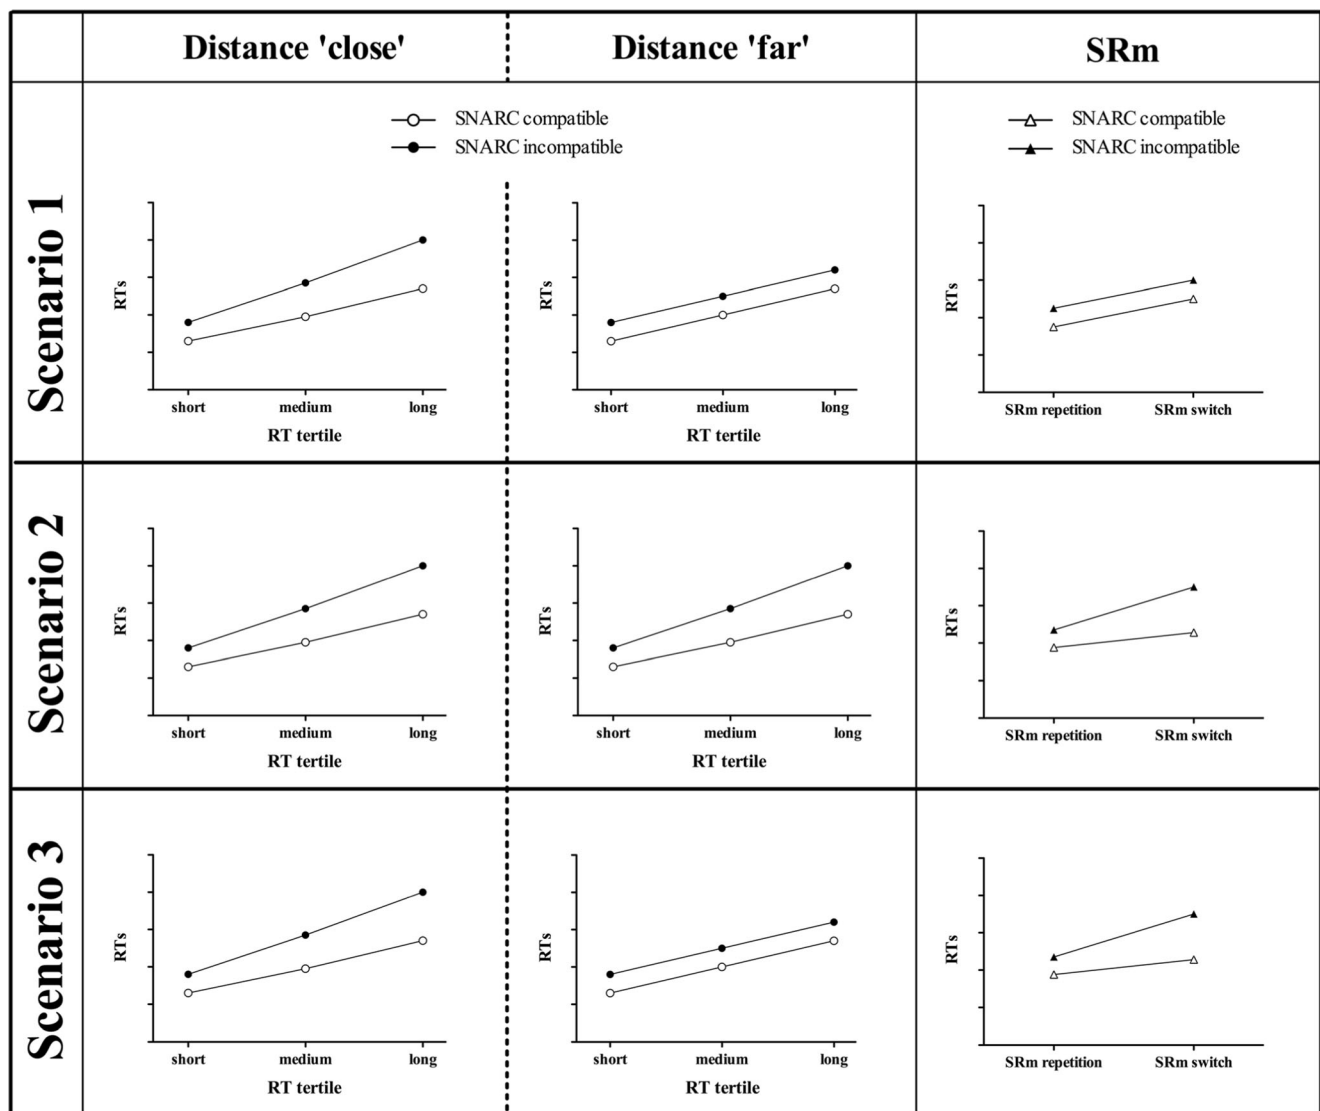 Distance 'close'
Distance 'far'
SRm
SNARC compatible
SNARC incompatible
SNARC compatible
SNARC incompatible
Scenario 1
RTs
short medium long
RT tertile
RTs
short medium long
RT tertile
RTs
SRm repetition SRm switch
Scenario 2
RTs
short medium long
RT tertile
RTs
short medium long
RT tertile
RTs
SRm repetition SRm switch
Scenario 3
RTs
short medium long
RT tertile
RTs
short medium long
RT tertile
RTs
SRm repetition SRm switch